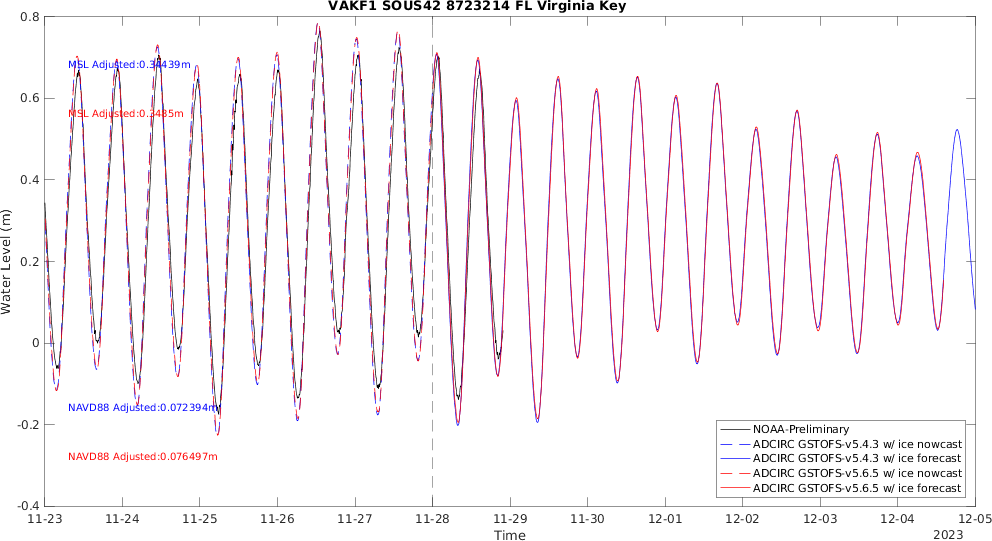 VAKF1 SOUS42 8723214 FL Virginia Key
0.8
0.6
0.4
0.2
0
-0.2
-0.4
Water Level (m)
MSL Adjusted:0.34439m
MSL Adjusted:0.3485m
NAVD88 Adjusted:0.072394m
NAVD88 Adjusted:0.076497m
NOAA-Preliminary
ADCIRC GSTOFS-v5.4.3 w/ ice nowcast
ADCIRC GSTOFS-v5.4.3 w/ ice forecast
ADCIRC GSTOFS-v5.6.5 w/ ice nowcast
ADCIRC GSTOFS-v5.6.5 w/ ice forecast
11-23 11-24 11-25 11-26 11-27 11-28 11-29 11-30 12-01 12-02 12-03 12-04 12-05
Time
2023